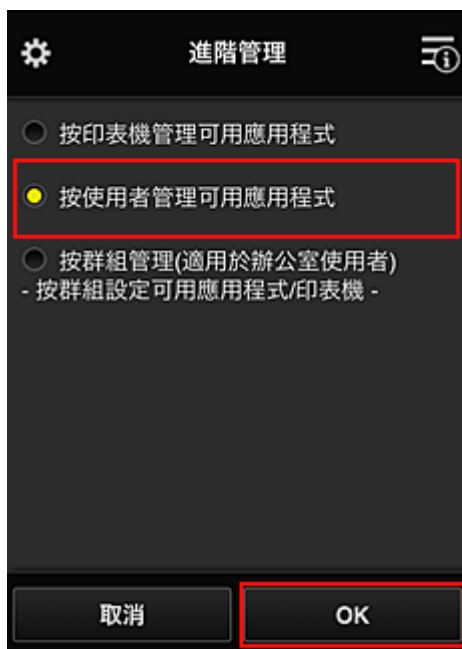 進階管理
按印表機管理可用應用程式
按使用者管理可用應用程式
按群組管理(適用於辦公室使用者)
- 按群組設定可用應用程式/印表機 -
取消
OK